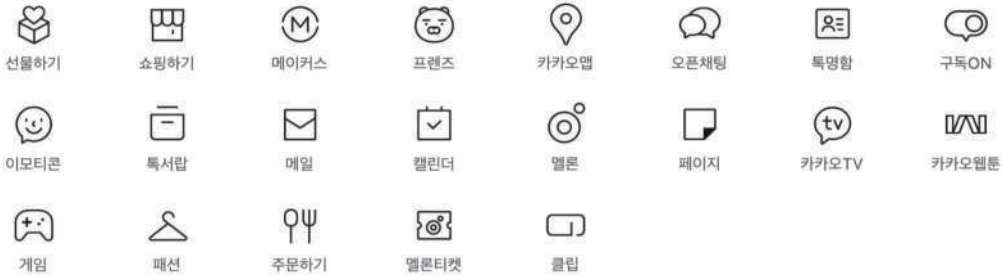 선물하기 쇼핑하기 메이커스 프렌즈 카카오맵 오픈채팅 톡명함 구독ON
tv
이모티콘 톡서랍 메일 캘린더 멜론 페이지 카카오TV 카카오웹툰
게임 패션 주문하기 멜론티켓 클립